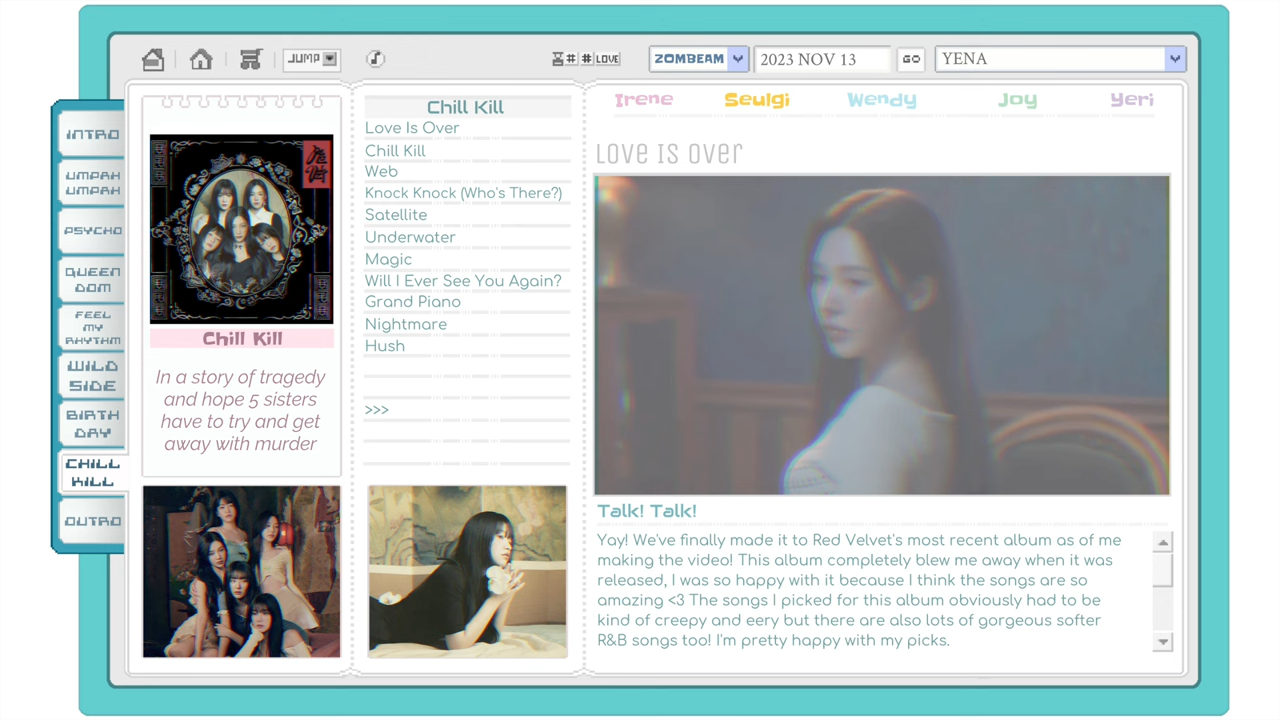 JUMP
# # LOVE
ZOMBEAM
2023 NOV 13
GO
YENA
INTRO
UMPAH
UMPAH
PSYCHO
QUEEN
DOM
FEEL
MY
RHYTHM
WILD
SIDE
BIRTH
DAY
CHILL
KILL
OUTRO
Chill Kill
In a story of tragedy
and hope 5 sisters
have to try and get
away with murder
Chill Kill
Love Is Over
Chill Kill
Web
Knock Knock (Who's There?)
Satellite
Underwater
Magic
Will I Ever See You Again?
Grand Piano
Nightmare
Hush
>>>
Irene Seulgi Wendy Joy Yeri
Love Is Over
Talk! Talk!
Yay! We've finally made it to Red Velvet's most recent album as of me
making the video! This album completely blew me away when it was
released, I was so happy with it because I think the songs are so
amazing <3 The songs I picked for this album obviously had to be
kind of creepy and eery but there are also lots of gorgeous softer
R&B songs too! I'm pretty happy with my picks.